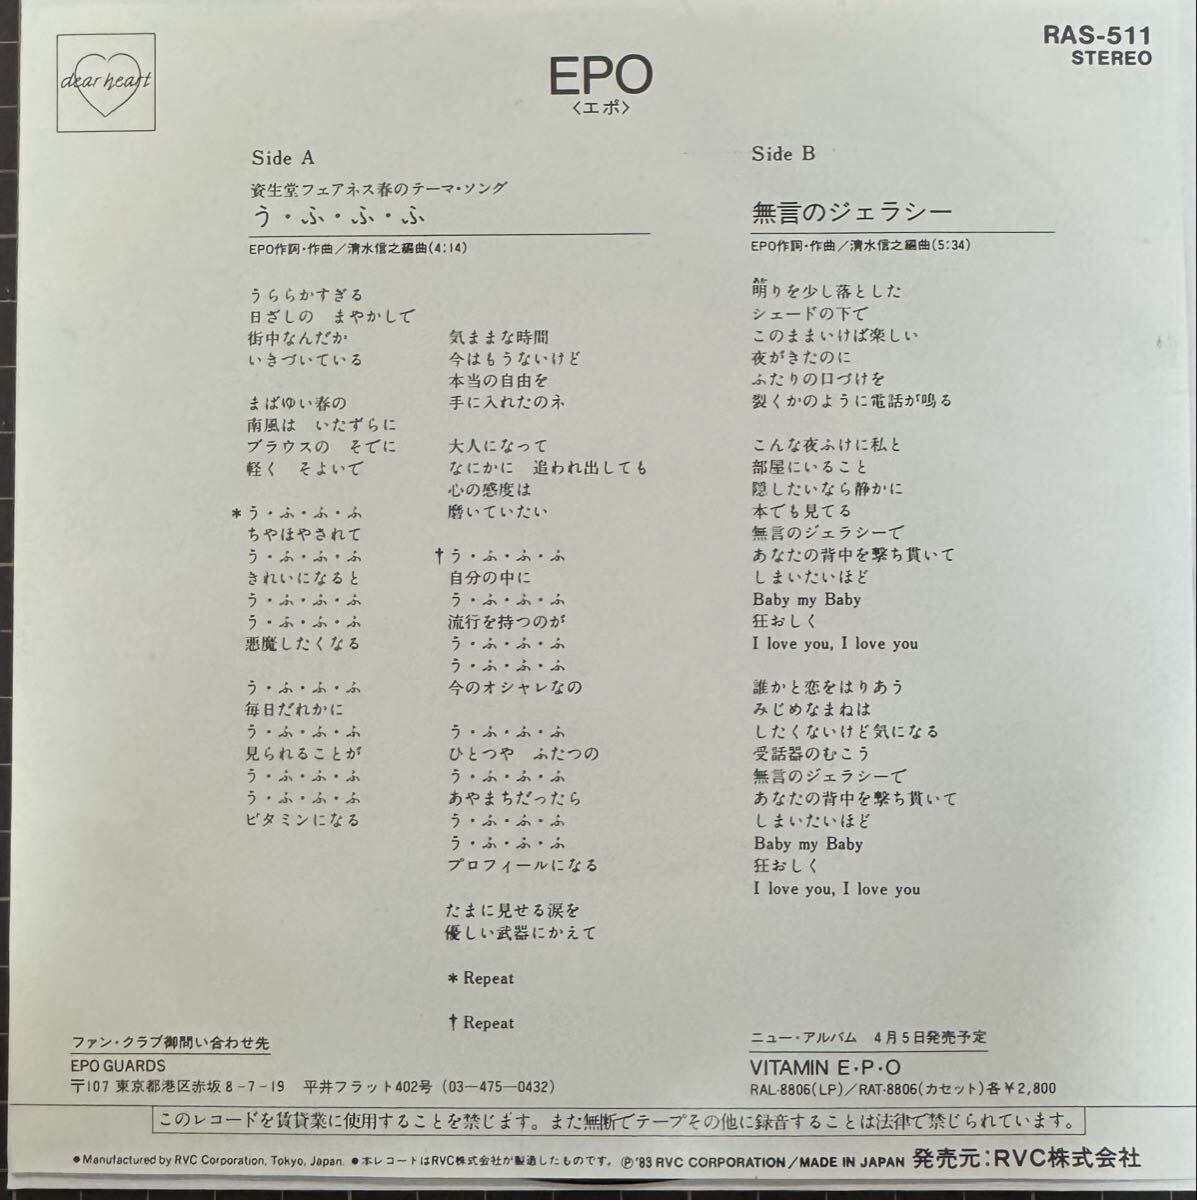 dear heart
RAS-511
STEREO
EPO
〈エポ〉
Side A
資生堂フェアネス春のテーマ・ソング
う・ふ・ふ・ふ
EPO作詞・作曲／清水信之編曲(4:14)
うららかすぎる
日ざしの　まやかしで
街中なんだか
いきづいている
まばゆい春の
南風は　いたずらに
ブラウスの　そでに
軽く　そよいで
*う・ふ・ふ・ふ
ちやほやされて
う・ふ・ふ・ふ
きれいになると
う・ふ・ふ・ふ
う・ふ・ふ・ふ
悪魔したくなる
う・ふ・ふ・ふ
毎日だれかに
う・ふ・ふ・ふ
見られることが
う・ふ・ふ・ふ
う・ふ・ふ・ふ
ビタミンになる
気ままな時間
今はもうないけど
本当の自由を
手に入れたのネ
大人になって
なにかに　追われ出しても
心の感度は
磨いていたい
†う・ふ・ふ・ふ
自分の中に
う・ふ・ふ・ふ
流行を持つのが
う・ふ・ふ・ふ
う・ふ・ふ・ふ
今のオシャレなの
う・ふ・ふ・ふ
ひとつや　ふたつの
う・ふ・ふ・ふ
あやまちだったら
う・ふ・ふ・ふ
う・ふ・ふ・ふ
プロフィールになる
たまに見せる涙を
優しい武器にかえて
* Repeat
† Repeat
Side B
無言のジェラシー
EPO作詞・作曲／清水信之編曲(5:34)
りを少し落とした
シェードの下で
このままいけば楽しい
夜がきたのに
ふたりの口づけを
裂くかのように電話が鳴る
こんな夜ふけに私と
部屋にいること
隠したいなら静かに
本でも見てる
無言のジェラシーで
あなたの背中を撃ち貫いて
しまいたいほど
Baby my Baby
狂おしく
I love you, I love you
誰かと恋をはりあう
みじめなまねは
したくないけど気になる
受話器のむこう
無言のジェラシーで
あなたの背中を撃ち貫いて
しまいたいほど
Baby my Baby
狂おしく
I love you, I love you
ファン・クラブ御問い合わせ先
EPO GUARDS
〒107 東京都港区赤坂8-7-19　平井フラット402号 (03-475-0432)
ニュー・アルバム　4月5日発売予定
VITAMIN E・P・O
RAL-8806(LP)／RAT-8806(カセット)各¥2,800
このレコードを賃貸業に使用することを禁じます。また無断でテープその他に録音することは法律で禁じられています。
●Manufactured by RVC Corporation, Tokyo, Japan. ●本レコードはRVC株式会社が製造したものです。Ⓟ'83 RVC CORPORATION/MADE IN JAPAN 発売元：RVC株式会社